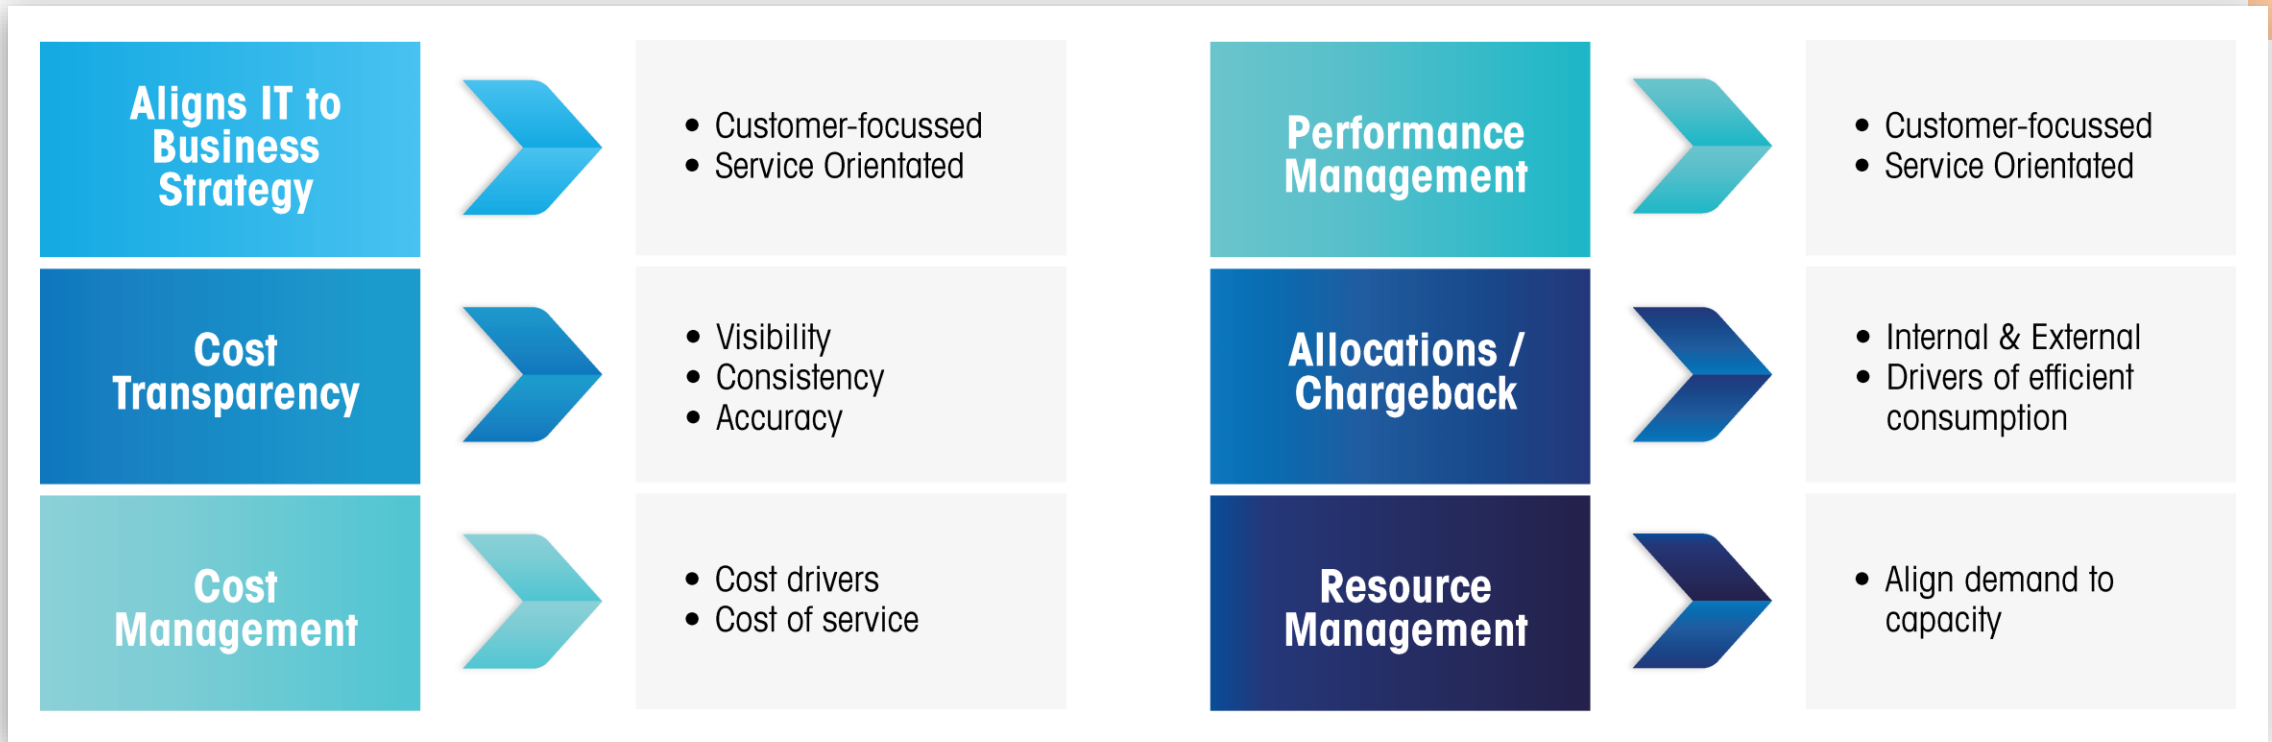 Aligns IT to
Business
Strategy
• Customer-focussed
• Service Orientated
Cost
Transparency
• Visibility
• Consistency
• Accuracy
Cost
Management
• Cost drivers
• Cost of service
Performance
Management
• Customer-focussed
• Service Orientated
Allocations /
Chargeback
• Internal & External
• Drivers of efficient
consumption
Resource
Management
• Align demand to
capacity